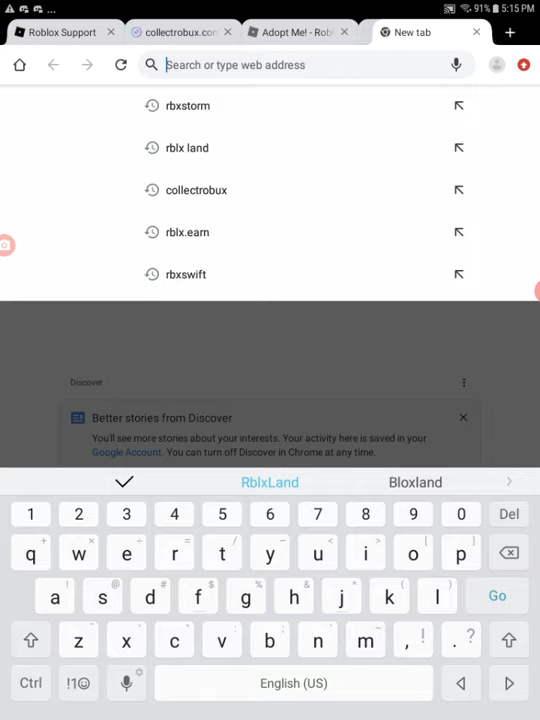 91% 5:15 PM
Roblox Support
collectrobux.con
Adopt Me! - Rob
New tab
Search or type web address
rbxstorm
rblx land
collectrobux
rblx.earn
rbxswift
Discover
Better stories from Discover
You'll see more stories about your interests. Your activity here is saved in your
Google Account. You can turn off Discover in Chrome at any time.
RblxLand Bloxland
1 2 3 4 5 6 7 8 9 0 Del
q w e r t y u i o p
a s d f g h j k l Go
z x c v b n m , ! . ?
Ctrl !1☺ English (US)